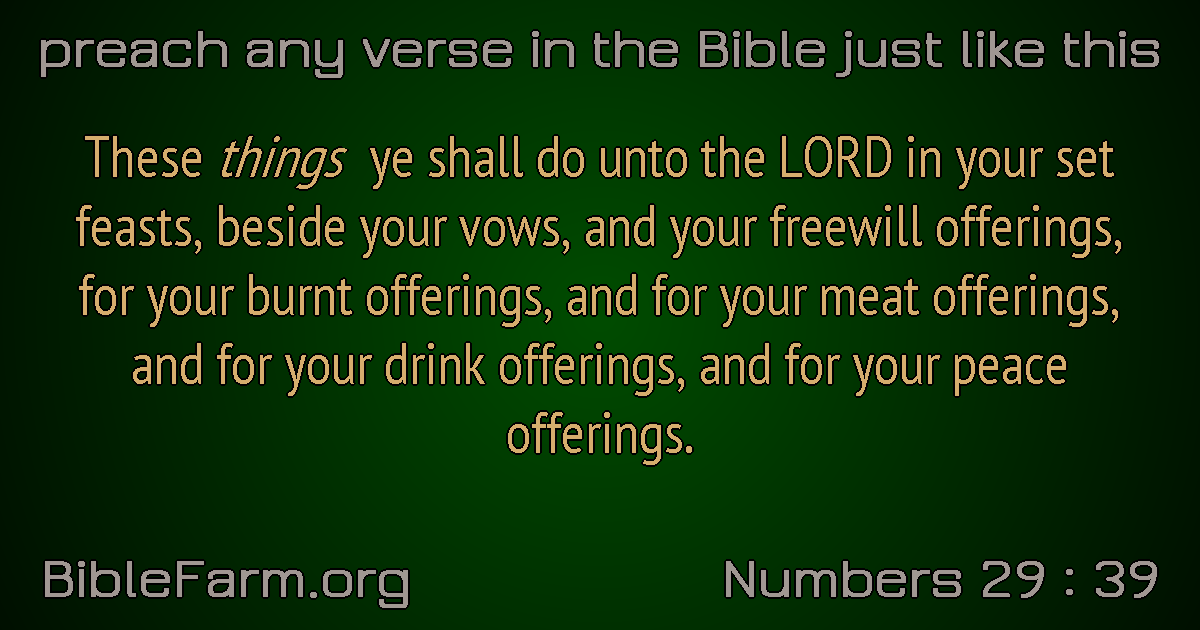 preach any verse in the Bible just like this
These things ye shall do unto the LORD in your set
feasts, beside your vows, and your freewill offerings,
for your burnt offerings, and for your meat offerings,
and for your drink offerings, and for your peace
offerings.
BibleFarm.org
Numbers 29 : 39